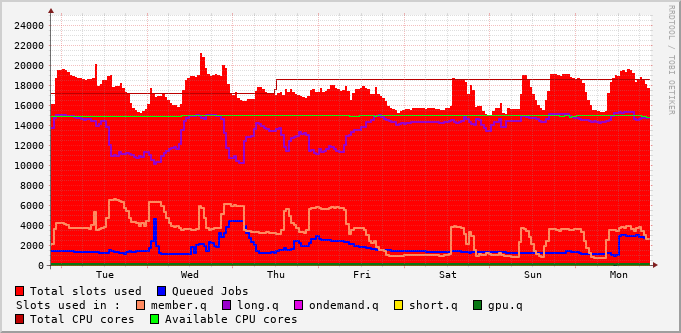 24000
22000
20000
18000
16000
14000
12000
10000
8000
6000
4000
2000
0
Tue Wed Thu Fri Sat Sun Mon
Total slots used Queued Jobs
Slots used in : member.q long.q ondemand.q short.q gpu.q
Total CPU cores Available CPU cores
RRDTOOL / TOBI OETIKER